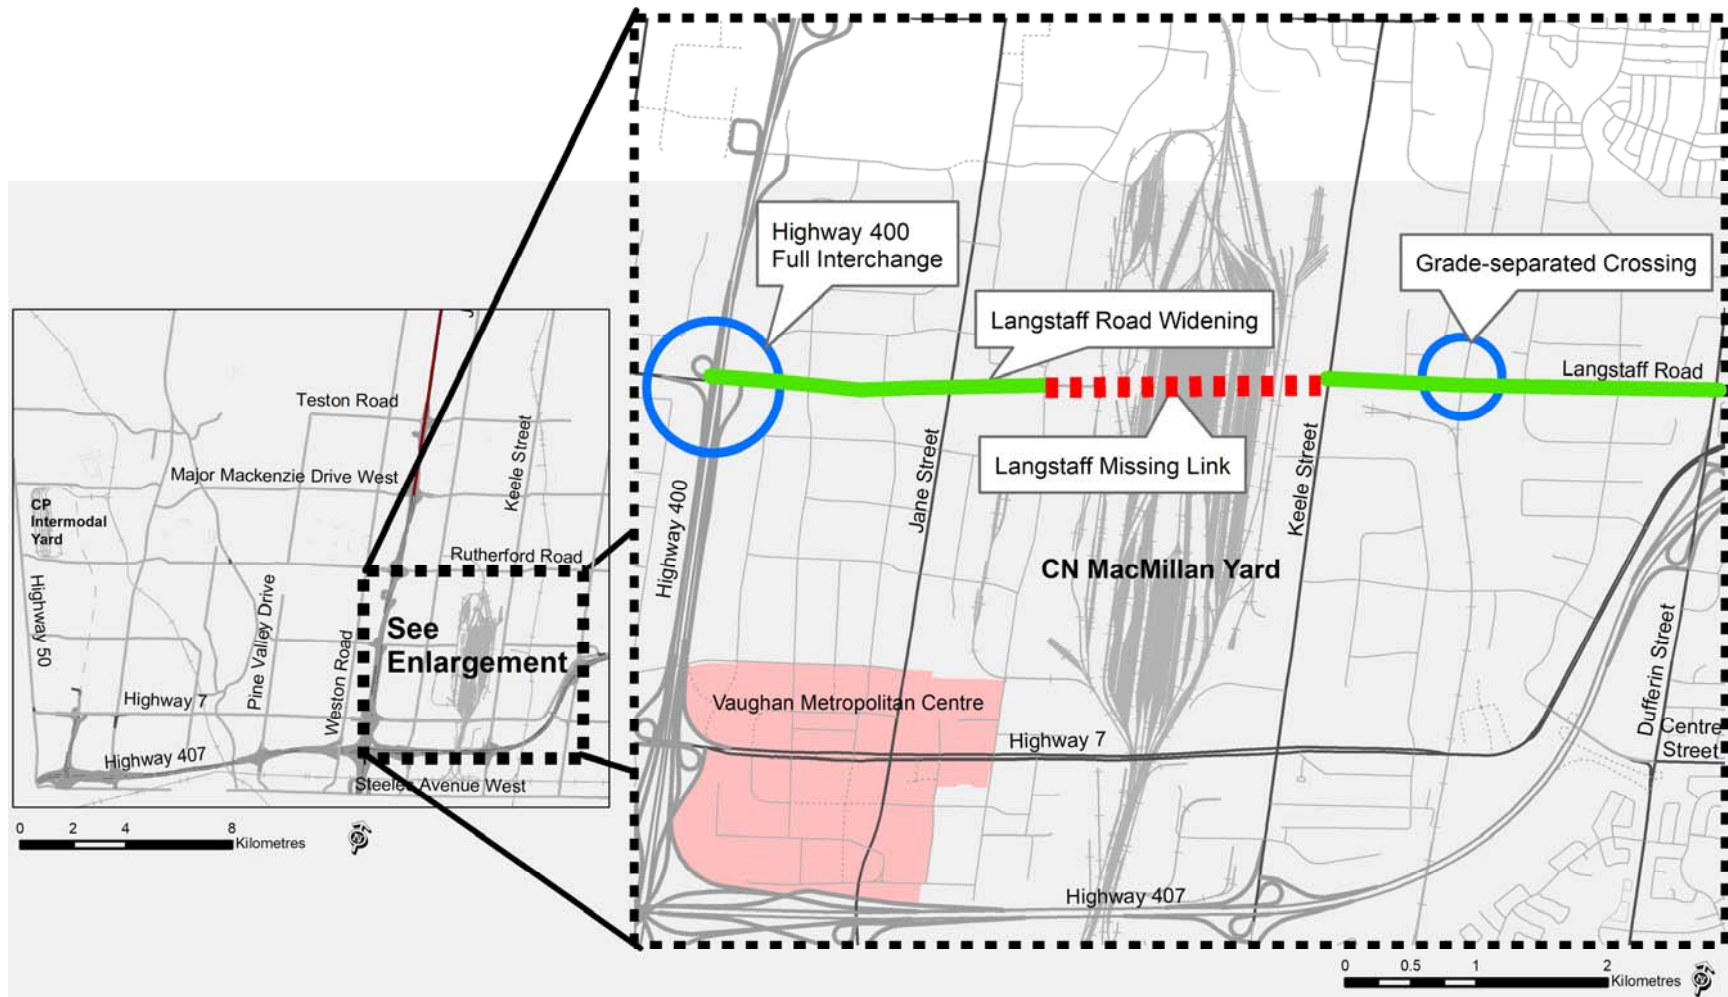 Teston Road
Major Mackenzie Drive West
Keele Street
CP
Intermodal
Yard
Rutherford Road
Highway 50
Pine Valley Drive
Weston Road
See
Enlargement
Highway 7
Highway 407
Steeles Avenue West
0 2 4 8
Kilometres
Highway 400
Full Interchange
Grade-separated Crossing
Langstaff Road Widening
Langstaff Road
Langstaff Missing Link
Jane Street
Keele Street
Highway 400
CN MacMillan Yard
Vaughan Metropolitan Centre
Highway 7
Dufferin Street
Centre
Street
Highway 407
0 0.5 1 2
Kilometres